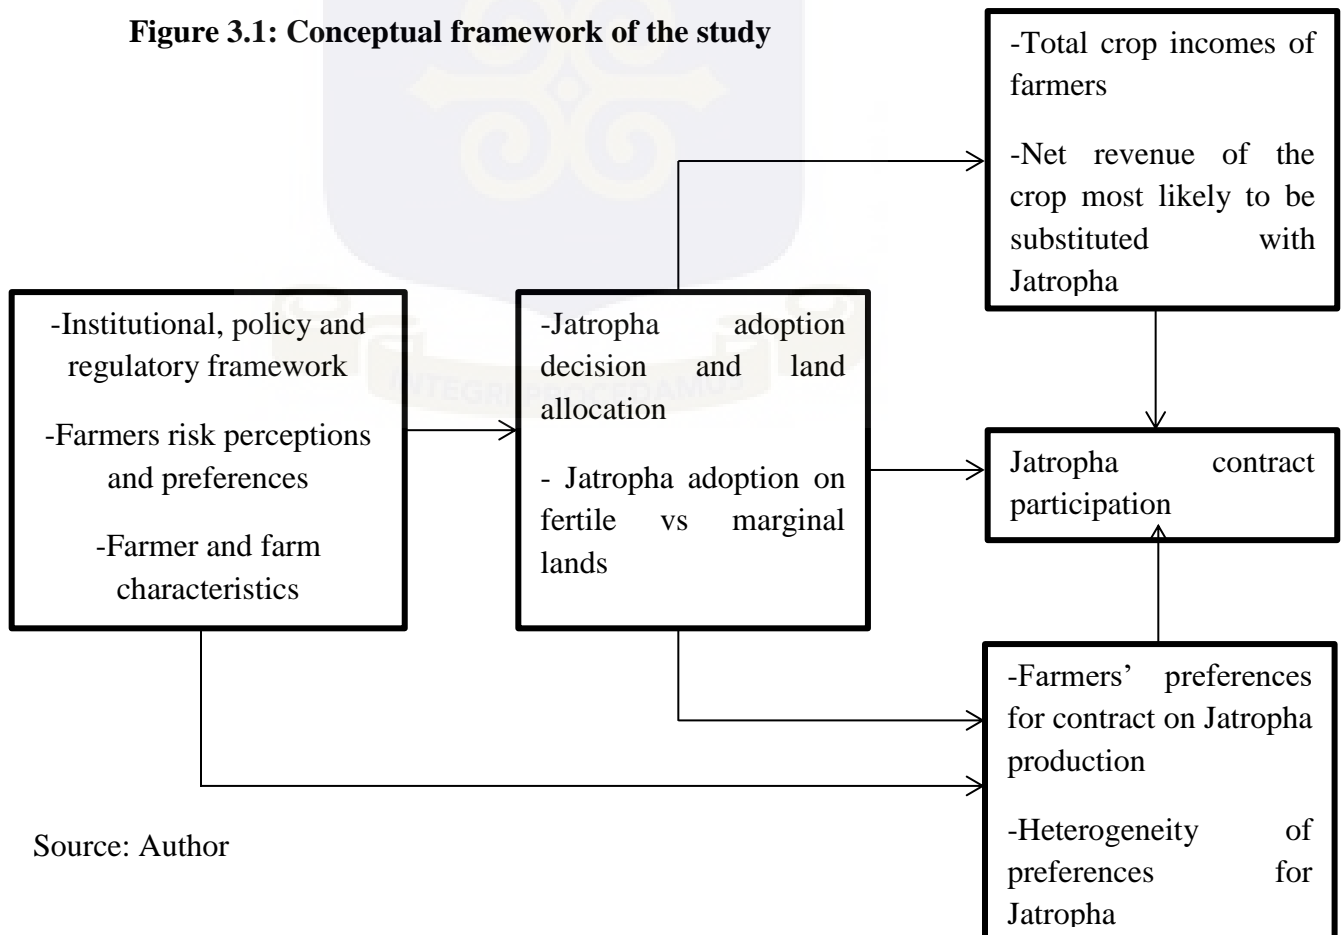 Figure 3.1: Conceptual framework of the study
-Institutional, policy and
regulatory framework
-Farmers risk perceptions
and preferences
-Farmer and farm
characteristics
-Jatropha adoption
decision and land
allocation
- Jatropha adoption on
fertile vs marginal
lands
-Total crop incomes of
farmers
-Net revenue of the
crop most likely to be
substituted with
Jatropha
Jatropha contract
participation
-Farmers’ preferences
for contract on Jatropha
production
-Heterogeneity of
preferences for
Jatropha
INTEGRI PROCEDAMUS
Source: Author